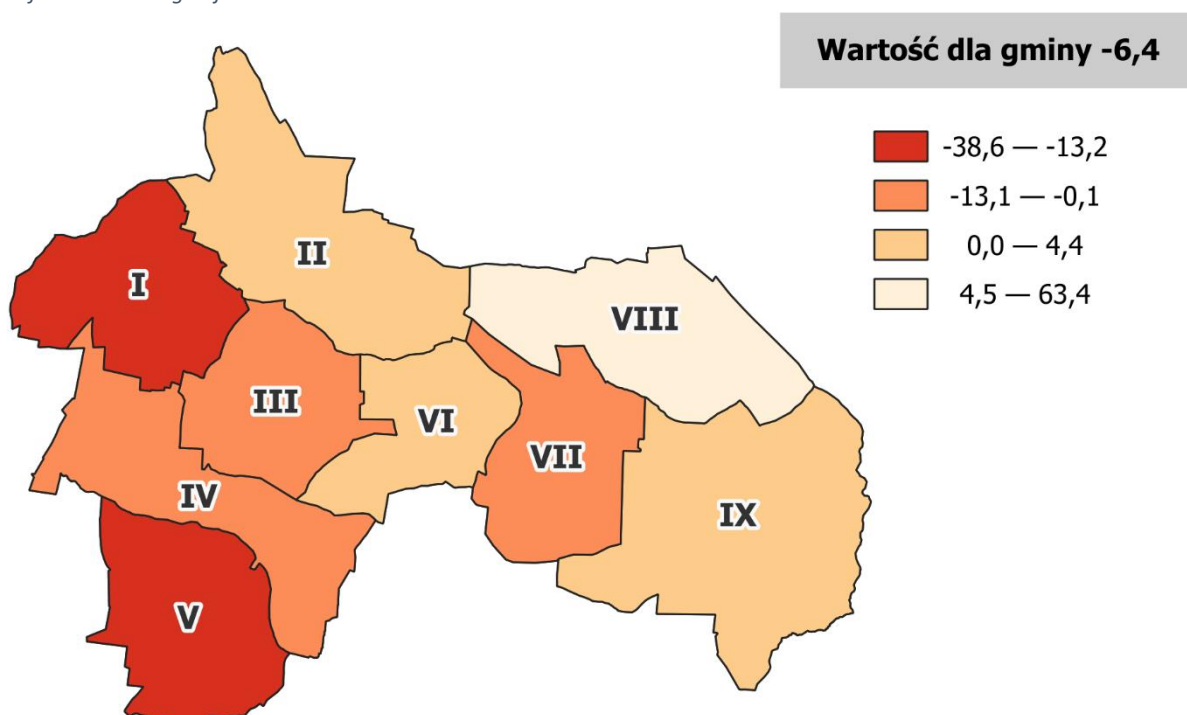 Wartość dla gminy -6,4
-38,6 — -13,2
-13,1 — -0,1
0,0 — 4,4
4,5 — 63,4
I
II
III
IV
V
VI
VII
VIII
IX